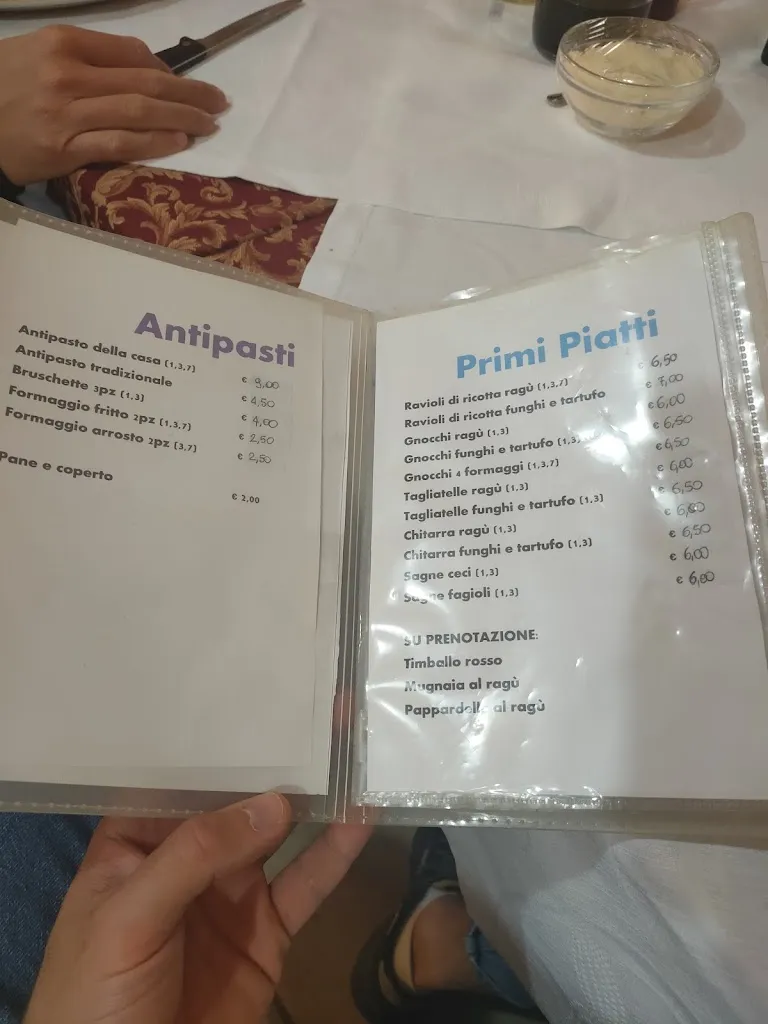 Antipasti
Antipasto della casa (1,3,7) € 9,00
Antipasto tradizionale € 4,50
Bruschette 3pz (1,3) € 4,00
Formaggio fritto 2pz (1,3,7) € 2,50
Formaggio arrosto 2pz (3,7) € 2,50
Pane e coperto € 2,00
Primi Piatti
Ravioli di ricotta ragù (1,3,7) € 6,50
Ravioli di ricotta funghi e tartufo € 7,00
Gnocchi ragù (1,3) € 6,00
Gnocchi funghi e tartufo (1,3, € 6,50
Gnocchi 4 formaggi (1,3,7) € 6,50
Tagliatelle ragù (1,3) € 6,00
Tagliatelle funghi e tartufo (1,3) € 6,50
Chitarra ragù (1,3) € 6,00
Chitarra funghi e tartufo (1,3) € 6,50
Sagne ceci (1,3) € 6,00
Sagne fagioli (1,3) € 6,00
SU PRENOTAZIONE:
Timballo rosso
Mugnaia al ragù
Pappardelle al ragù